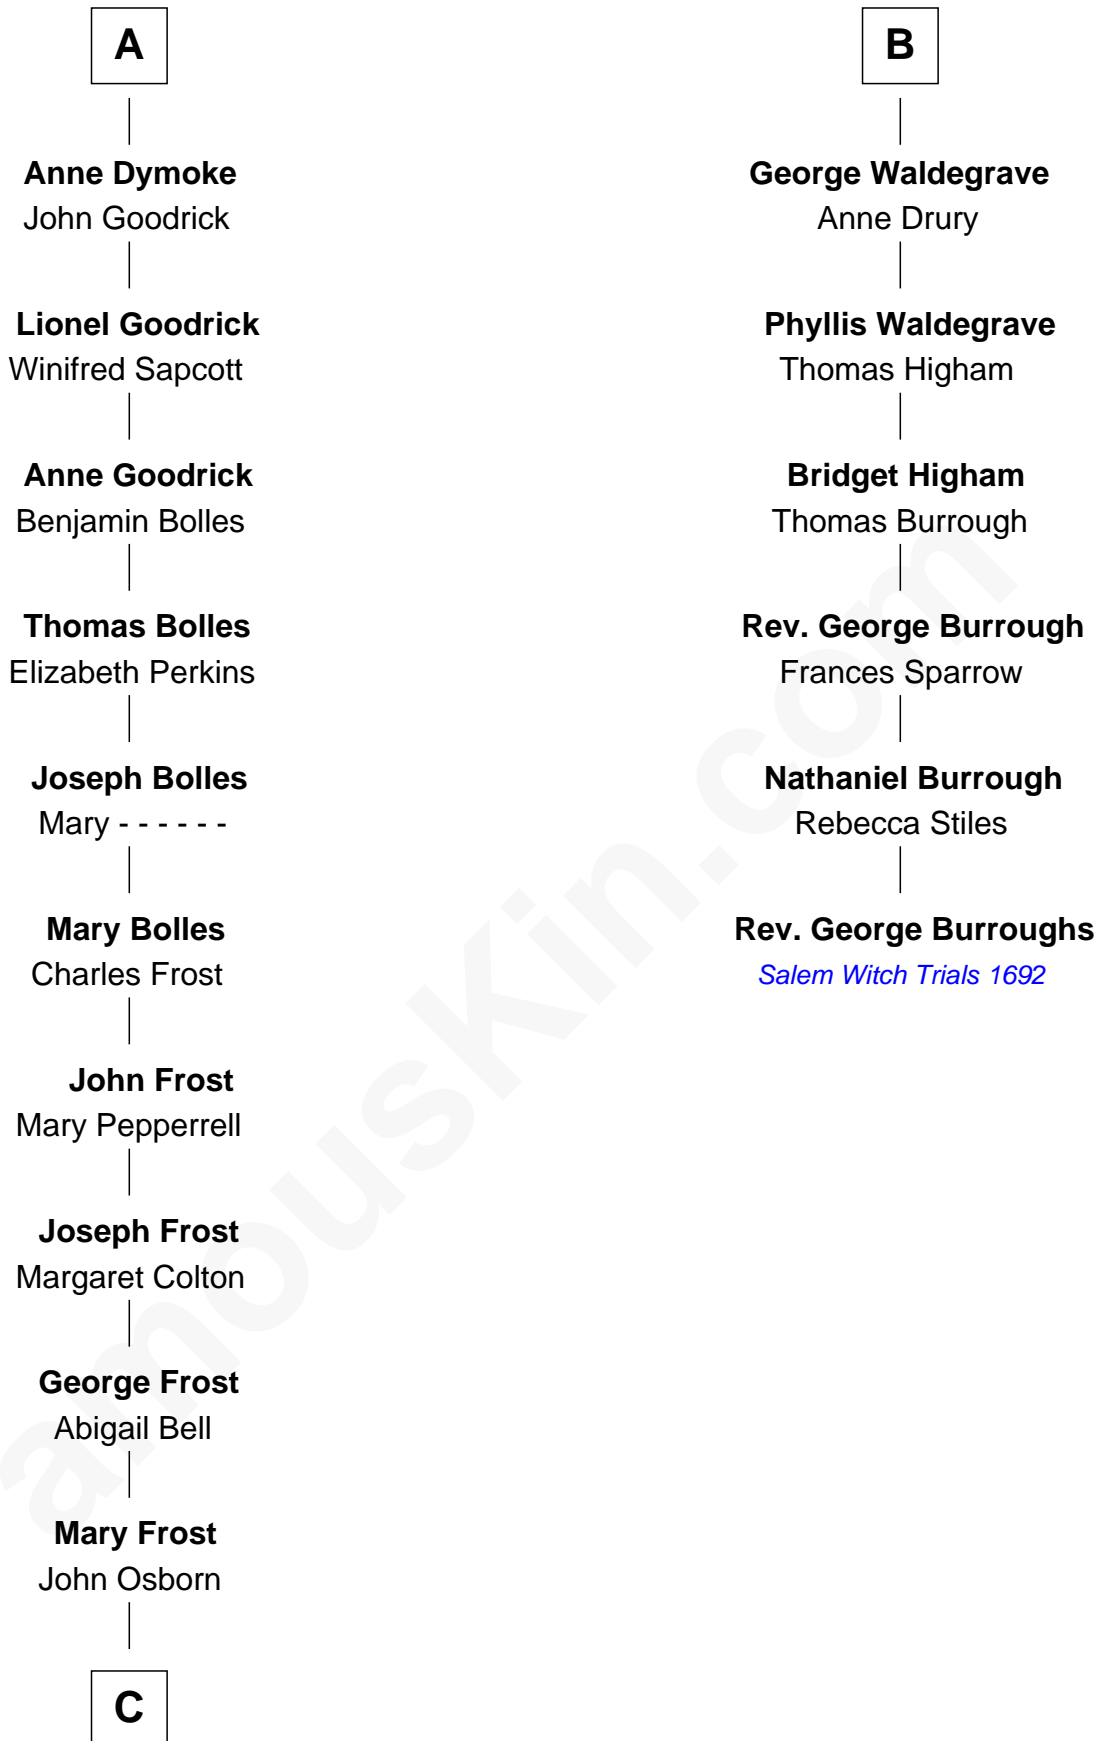 A
Anne Dymoke
John Goodrick
Lionel Goodrick
Winifred Sapcott
Anne Goodrick
Benjamin Bolles
Thomas Bolles
Elizabeth Perkins
Joseph Bolles
Mary - - - - - -
Mary Bolles
Charles Frost
John Frost
Mary Pepperrell
Joseph Frost
Margaret Colton
George Frost
Abigail Bell
Mary Frost
John Osborn
C
B
George Waldegrave
Anne Drury
Phyllis Waldegrave
Thomas Higham
Bridget Higham
Thomas Burrough
Rev. George Burrough
Frances Sparrow
Nathaniel Burrough
Rebecca Stiles
Rev. George Burroughs
Salem Witch Trials 1692
amousKin.com